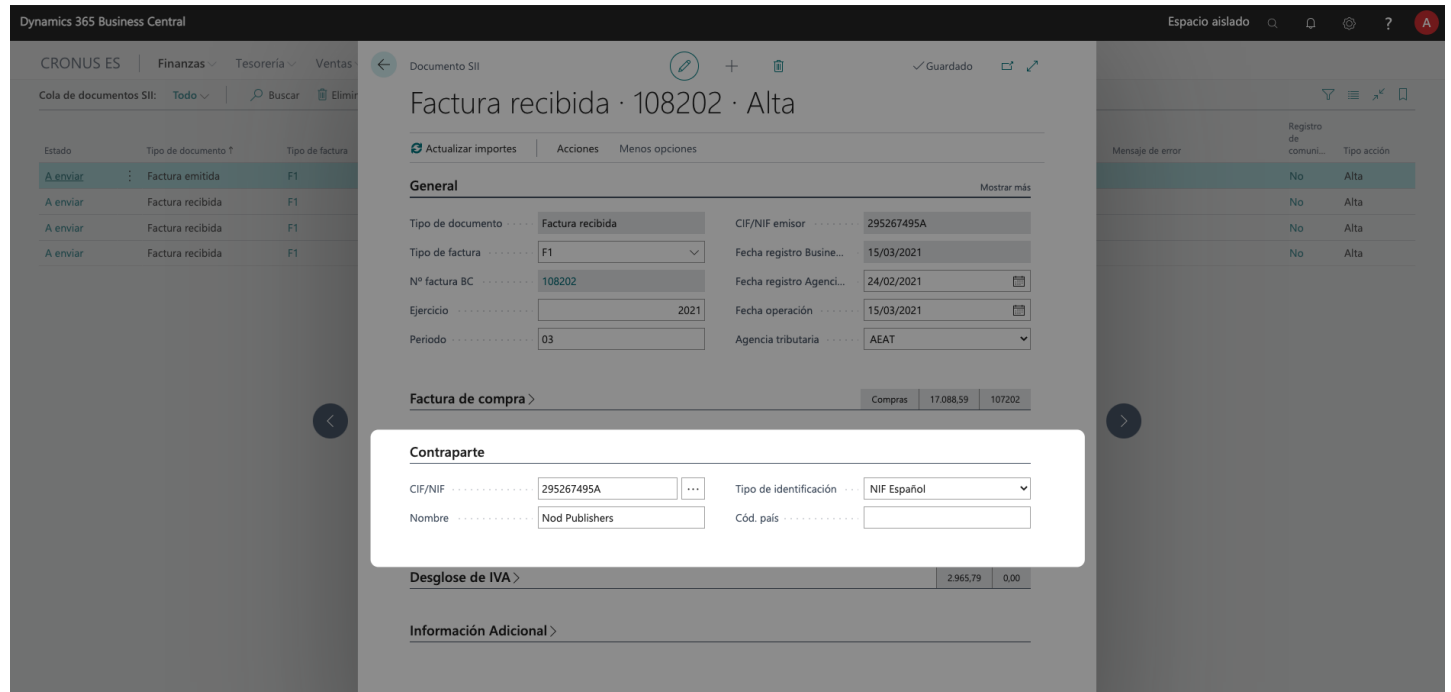 Dynamics 365 Business Central
Espacio aislado
?
A
CRONUS ES
Finanzas
Tesorería
Ventas
Cola de documentos SII:
Todo
Buscar
Elimir
Estado
Tipo de documento ↑
Tipo de factura
Mensaje de error
Registro
de
comuni...
Tipo acción
A enviar
Factura emitida
F1
No
Alta
A enviar
Factura recibida
F1
No
Alta
A enviar
Factura recibida
F1
No
Alta
A enviar
Factura recibida
F1
No
Alta
Documento SII
Guardado
Factura recibida · 108202 · Alta
Actualizar importes
Acciones
Menos opciones
General
Mostrar más
Tipo de documento
Factura recibida
CIF/NIF emisor
295267495A
Tipo de factura
F1
Fecha registro Busine...
15/03/2021
Nº factura BC
108202
Fecha registro Agenci...
24/02/2021
Ejercicio
2021
Fecha operación
15/03/2021
Periodo
03
Agencia tributaria
AEAT
Factura de compra
Compras
17.088,59
107202
Contraparte
CIF/NIF
295267495A
...
Tipo de identificación
NIF Español
Nombre
Nod Publishers
Cód. país
Desglose de IVA
2.965,79
0,00
Información Adicional